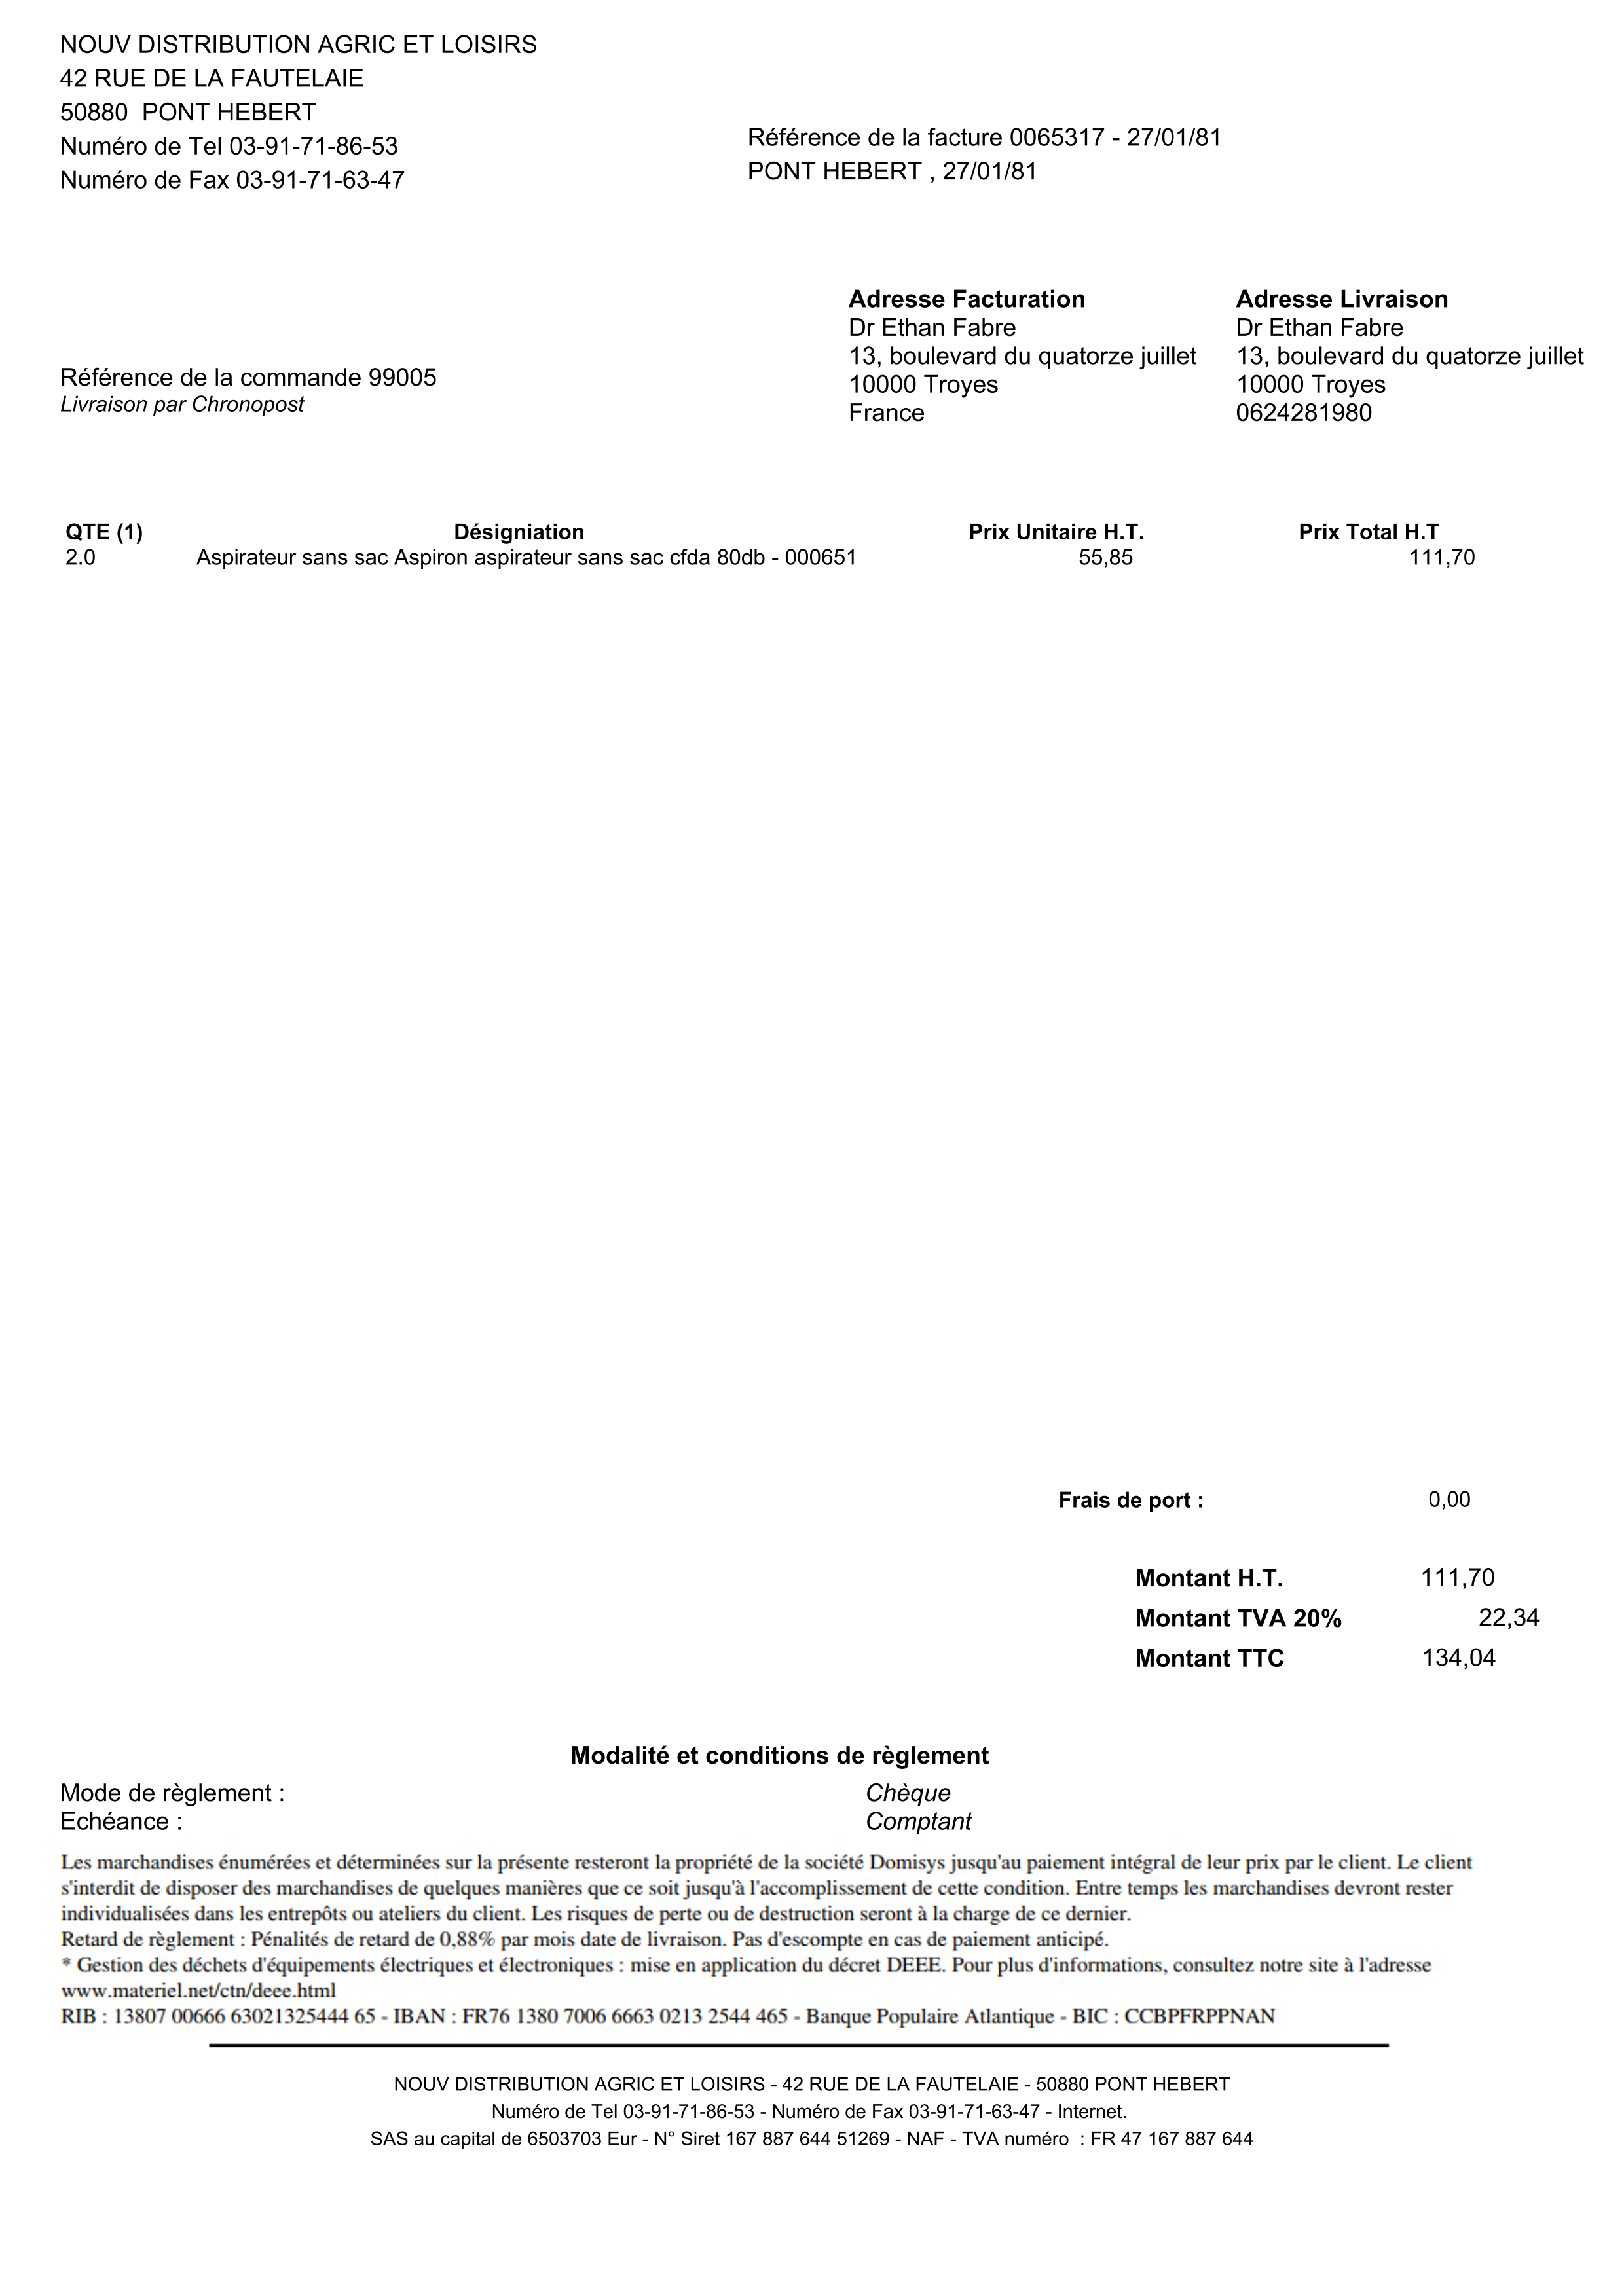 NOUV DISTRIBUTION AGRIC ET LOISIRS
42 RUE DE LA FAUTELAIE
50880  PONT HEBERT
Numéro de Tel 03-91-71-86-53
Numéro de Fax 03-91-71-63-47
Référence de la facture 0065317 - 27/01/81
PONT HEBERT , 27/01/81
Adresse Facturation
Dr Ethan Fabre
13, boulevard du quatorze juillet
10000 Troyes
France
Adresse Livraison
Dr Ethan Fabre
13, boulevard du quatorze juillet
10000 Troyes
0624281980
Référence de la commande 99005
Livraison par Chronopost
QTE (1) Désigniation Prix Unitaire H.T. Prix Total H.T
2.0 Aspirateur sans sac Aspiron aspirateur sans sac cfda 80db - 000651 55,85 111,70
Frais de port : 0,00
Montant H.T. 111,70
Montant TVA 20% 22,34
Montant TTC 134,04
Modalité et conditions de règlement
Mode de règlement : Chèque
Echéance : Comptant
Les marchandises énumérées et déterminées sur la présente resteront la propriété de la société Domisys jusqu'au paiement intégral de leur prix par le client. Le client
s'interdit de disposer des marchandises de quelques manières que ce soit jusqu'à l'accomplissement de cette condition. Entre temps les marchandises devront rester
individualisées dans les entrepôts ou ateliers du client. Les risques de perte ou de destruction seront à la charge de ce dernier.
Retard de règlement : Pénalités de retard de 0,88% par mois date de livraison. Pas d'escompte en cas de paiement anticipé.
* Gestion des déchets d'équipements électriques et électroniques : mise en application du décret DEEE. Pour plus d'informations, consultez notre site à l'adresse
www.materiel.net/ctn/deee.html
RIB : 13807 00666 63021325444 65 - IBAN : FR76 1380 7006 6663 0213 2544 465 - Banque Populaire Atlantique - BIC : CCBPFRPPNAN
NOUV DISTRIBUTION AGRIC ET LOISIRS - 42 RUE DE LA FAUTELAIE - 50880 PONT HEBERT
Numéro de Tel 03-91-71-86-53 - Numéro de Fax 03-91-71-63-47 - Internet.
SAS au capital de 6503703 Eur - N° Siret 167 887 644 51269 - NAF - TVA numéro  : FR 47 167 887 644